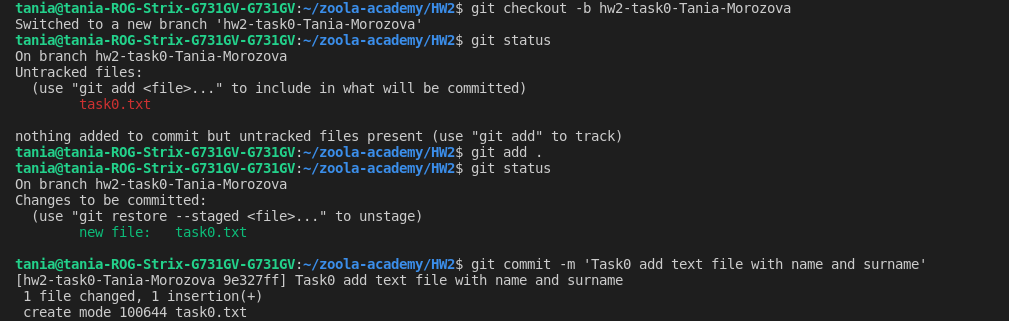 tania@tania-ROG-Strix-G731GV-G731GV:~/zoola-academy/HW2$ git checkout -b hw2-task0-Tania-Morozova
Switched to a new branch 'hw2-task0-Tania-Morozova'
tania@tania-ROG-Strix-G731GV-G731GV:~/zoola-academy/HW2$ git status
On branch hw2-task0-Tania-Morozova
Untracked files:
  (use "git add <file>..." to include in what will be committed)
        task0.txt

nothing added to commit but untracked files present (use "git add" to track)
tania@tania-ROG-Strix-G731GV-G731GV:~/zoola-academy/HW2$ git add .
tania@tania-ROG-Strix-G731GV-G731GV:~/zoola-academy/HW2$ git status
On branch hw2-task0-Tania-Morozova
Changes to be committed:
  (use "git restore --staged <file>..." to unstage)
        new file:   task0.txt

tania@tania-ROG-Strix-G731GV-G731GV:~/zoola-academy/HW2$ git commit -m 'Task0 add text file with name and surname'
[hw2-task0-Tania-Morozova 9e327ff] Task0 add text file with name and surname
 1 file changed, 1 insertion(+)
 create mode 100644 task0.txt